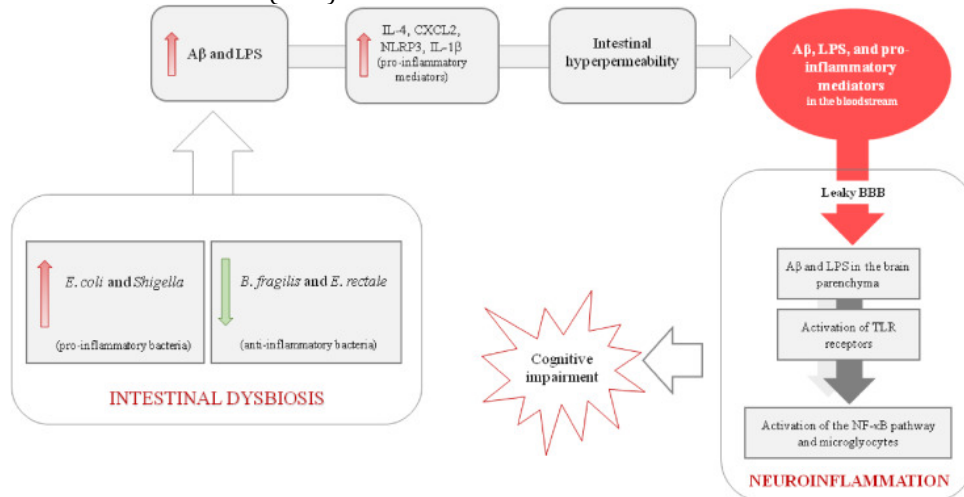 Aβ and LPS
IL-4, CXCL2,
NLRP3, IL-1β
(pro-inflammatory
mediators)
Intestinal
hyperpermeability
Aβ, LPS, and pro-
inflammatory
mediators
in the bloodstream
Leaky BBB
Aβ and LPS in the brain
parenchyma
Activation of TLR
receptors
Activation of the NF-κB pathway
and microglyocytes
NEUROINFLAMMATION
Cognitive
impairment
E. coli and Shigella
(pro-inflammatory bacteria)
B. fragilis and E. rectale
(anti-inflammatory bacteria)
INTESTINAL DYSBIOSIS